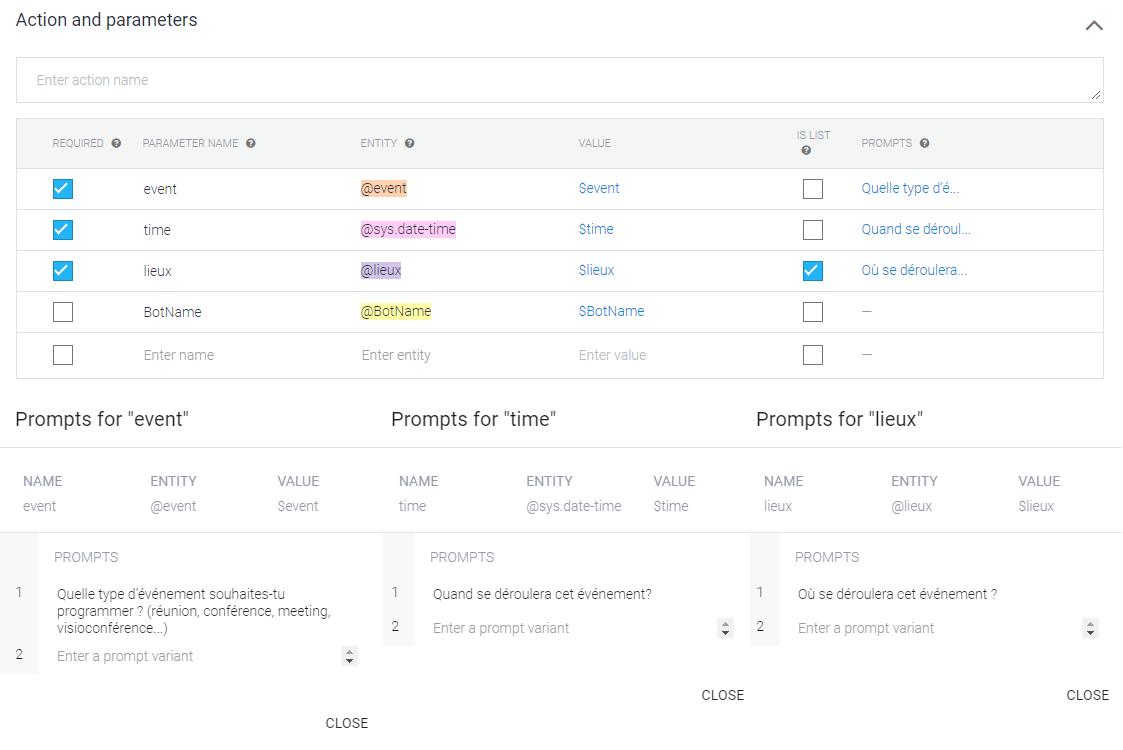 Action and parameters
Enter action name
REQUIRED PARAMETER NAME ENTITY VALUE IS LIST PROMPTS
event @event $event Quelle type d'é...
time @sys.date-time $time Quand se déroul...
lieux @lieux $lieux Où se déroulera...
BotName @BotName $BotName —
Enter name Enter entity Enter value —
Prompts for "event" Prompts for "time" Prompts for "lieux"
NAME ENTITY VALUE NAME ENTITY VALUE NAME ENTITY VALUE
event @event $event time @sys.date-time $time lieux @lieux $lieux
PROMPTS PROMPTS PROMPTS
1 Quelle type d'événement souhaites-tu 1 Quand se déroulera cet événement? 1 Où se déroulera cet événement ?
programmer ? (réunion, conférence, meeting,
visioconférence...) 2 Enter a prompt variant 2 Enter a prompt variant
2 Enter a prompt variant
CLOSE CLOSE
CLOSE